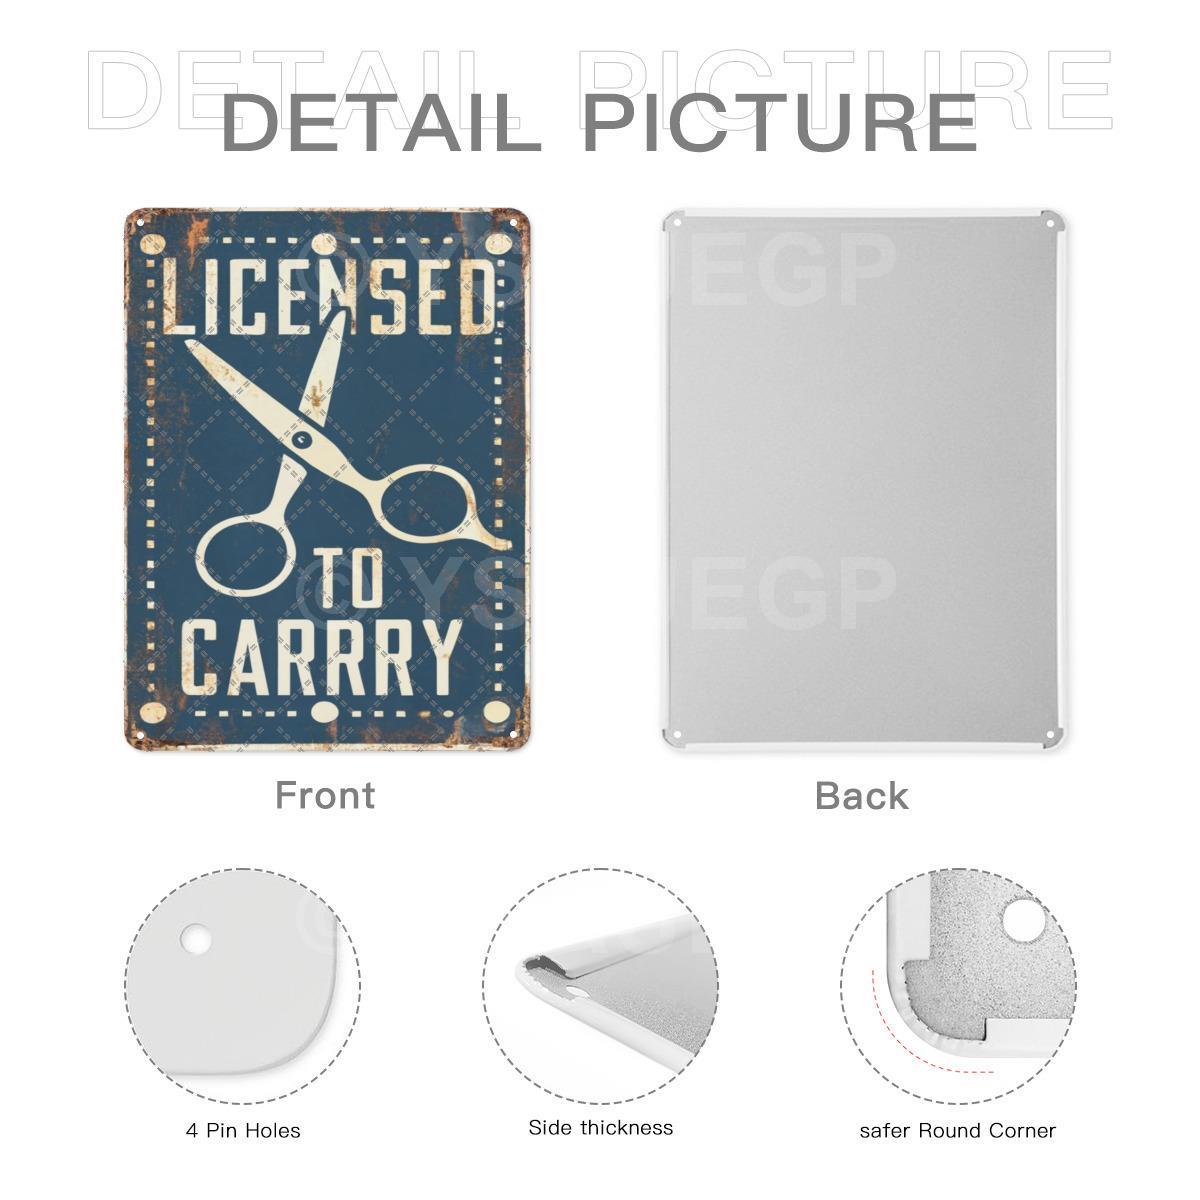 DETAIL PICTURE
DETAIL PICTURE
LICENSED
TO
CARRRY
Front
Back
4 Pin Holes
Side thickness
safer Round Corner